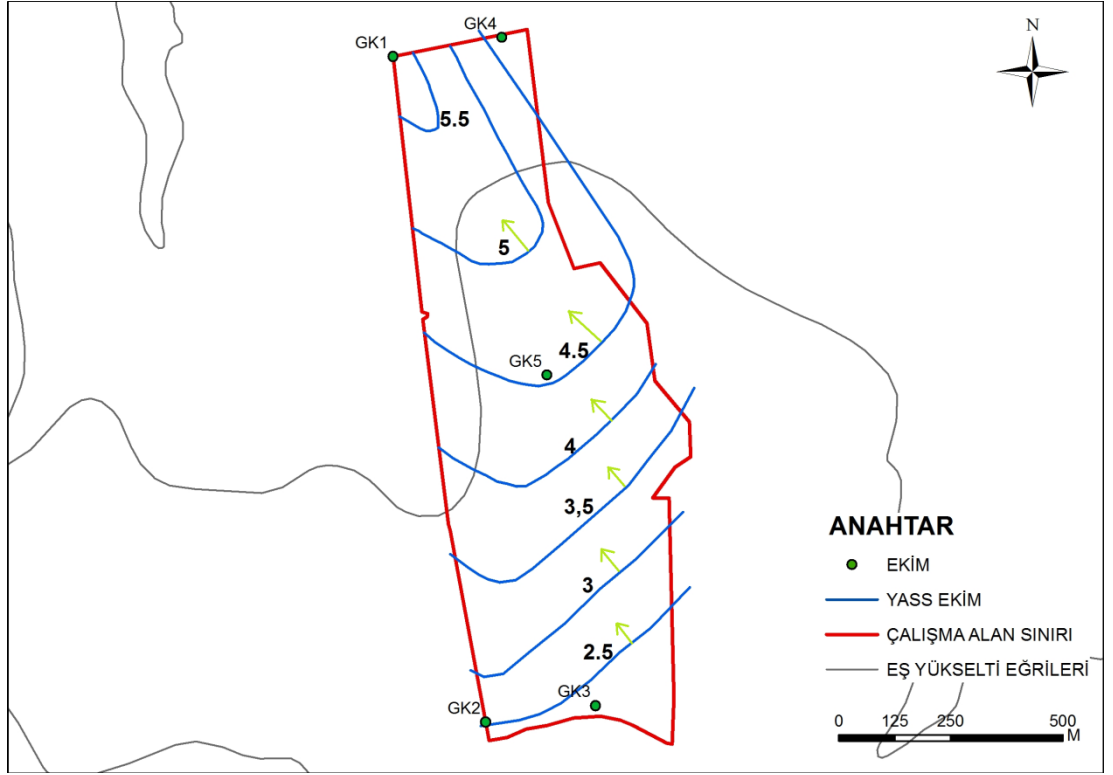 GK4
N
GK1
5.5
5
4.5
GK5
4
3,5
ANAHTAR
EKİM
3
YASS EKİM
ÇALIŞMA ALAN SINIRI
2.5
EŞ YÜKSELTİ EĞRİLERİ
GK3
GK2
0 125 250 500
M